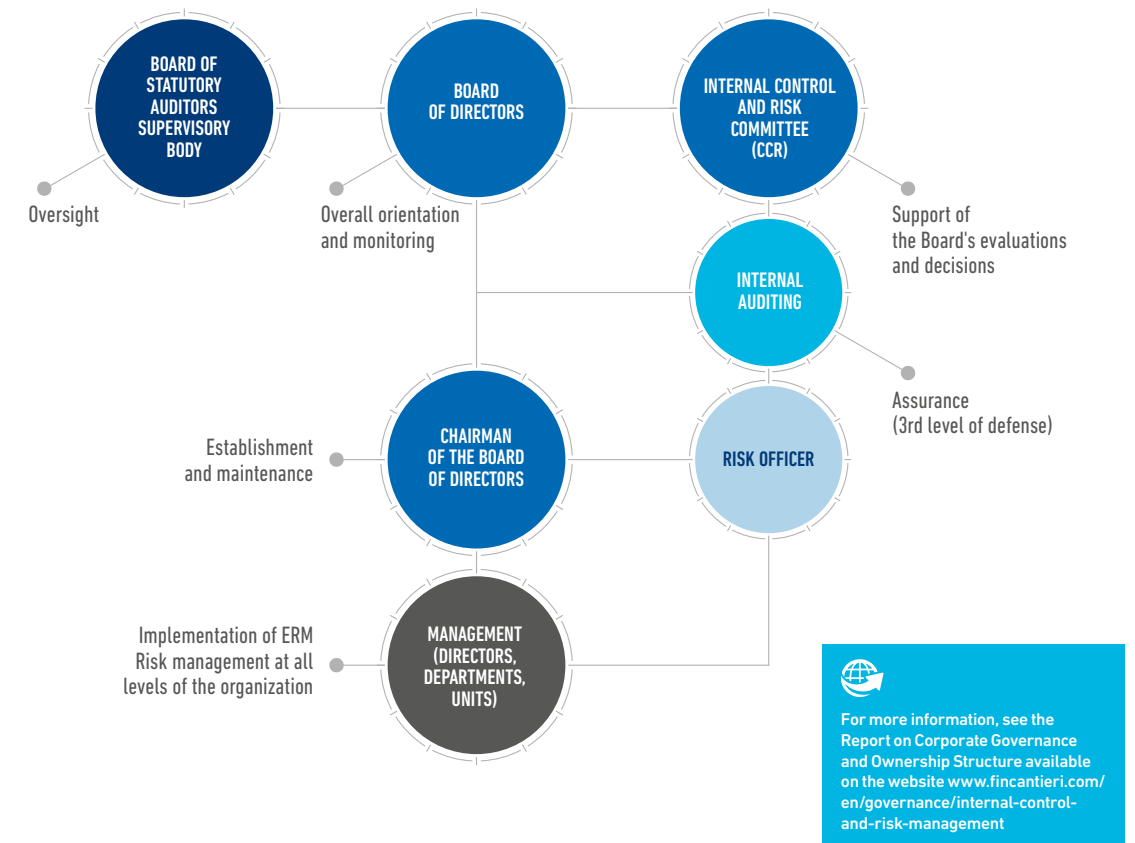 BOARD OF
STATUTORY
AUDITORS
SUPERVISORY
BODY
BOARD
OF DIRECTORS
INTERNAL CONTROL
AND RISK
COMMITTEE
(CCR)
Oversight
Overall orientation
and monitoring
Support of
the Board's evaluations
and decisions
INTERNAL
AUDITING
Assurance
(3rd level of defense)
Establishment
and maintenance
CHAIRMAN
OF THE BOARD
OF DIRECTORS
RISK OFFICER
Implementation of ERM
Risk management at all
levels of the organization
MANAGEMENT
(DIRECTORS,
DEPARTMENTS,
UNITS)
For more information, see the
Report on Corporate Governance
and Ownership Structure available
on the website www.fincantieri.com/
en/governance/internal-control-
and-risk-management